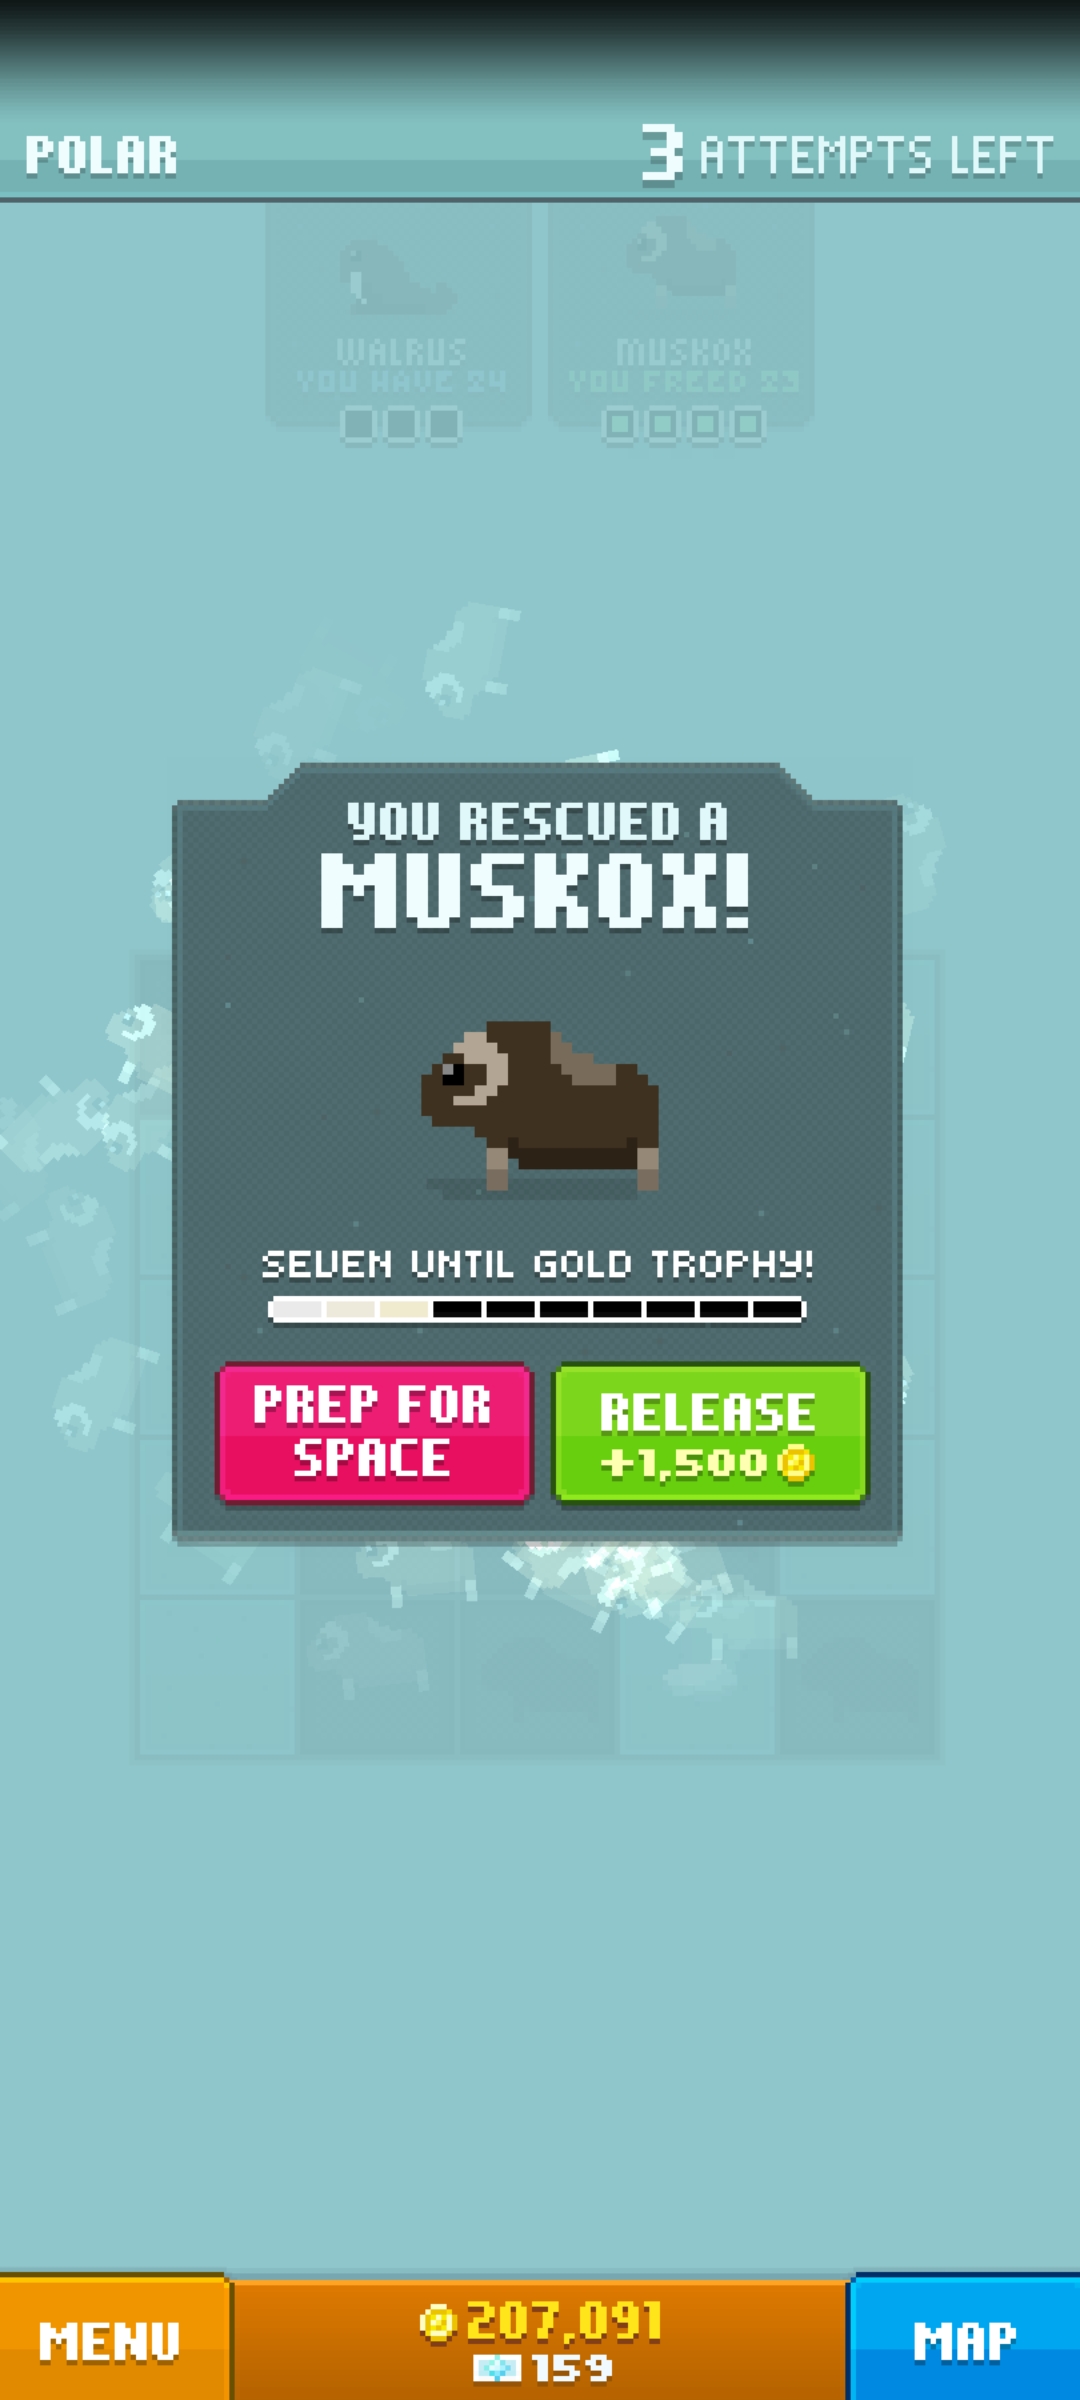 POLAR
3 ATTEMPTS LEFT
WALRUS
MUSKOX
YOU HAVE 24
YOU FREED 23
YOU RESCUED A
MUSKOX!
SEVEN UNTIL GOLD TROPHY!
PREP FOR
SPACE
RELEASE
+1,500
MENU
207,091
159
MAP